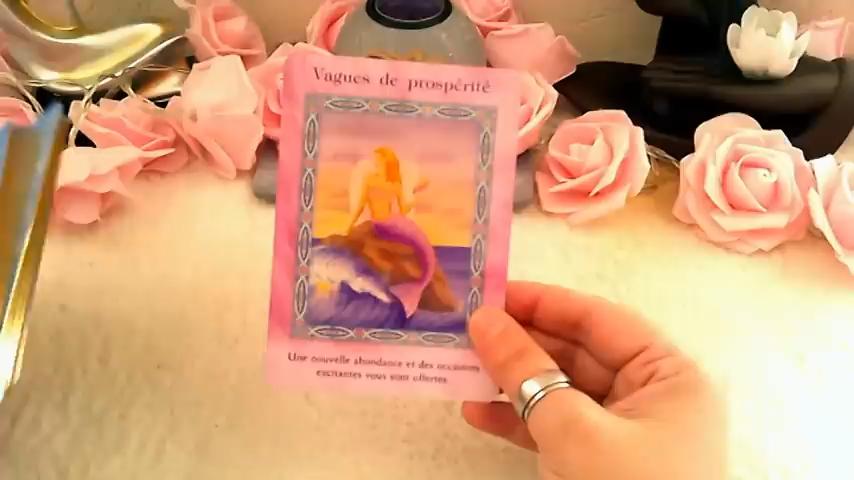 Vagues de prospérité
Une nouvelle abondance et des occasions
excitantes vous sont offertes